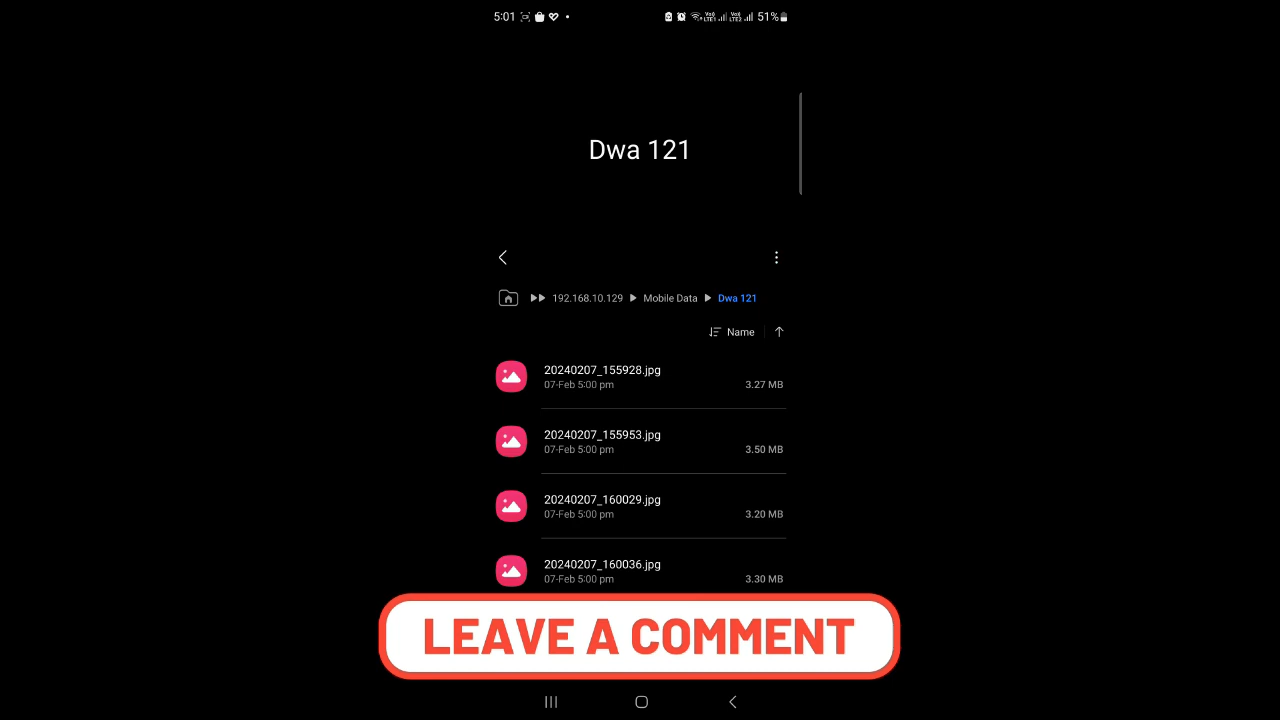 5:01 51%
Dwa 121
192.168.10.129 Mobile Data Dwa 121
Name
20240207_155928.jpg
07-Feb 5:00 pm 3.27 MB
20240207_155953.jpg
07-Feb 5:00 pm 3.50 MB
20240207_160029.jpg
07-Feb 5:00 pm 3.20 MB
20240207_160036.jpg
07-Feb 5:00 pm 3.30 MB
LEAVE A COMMENT